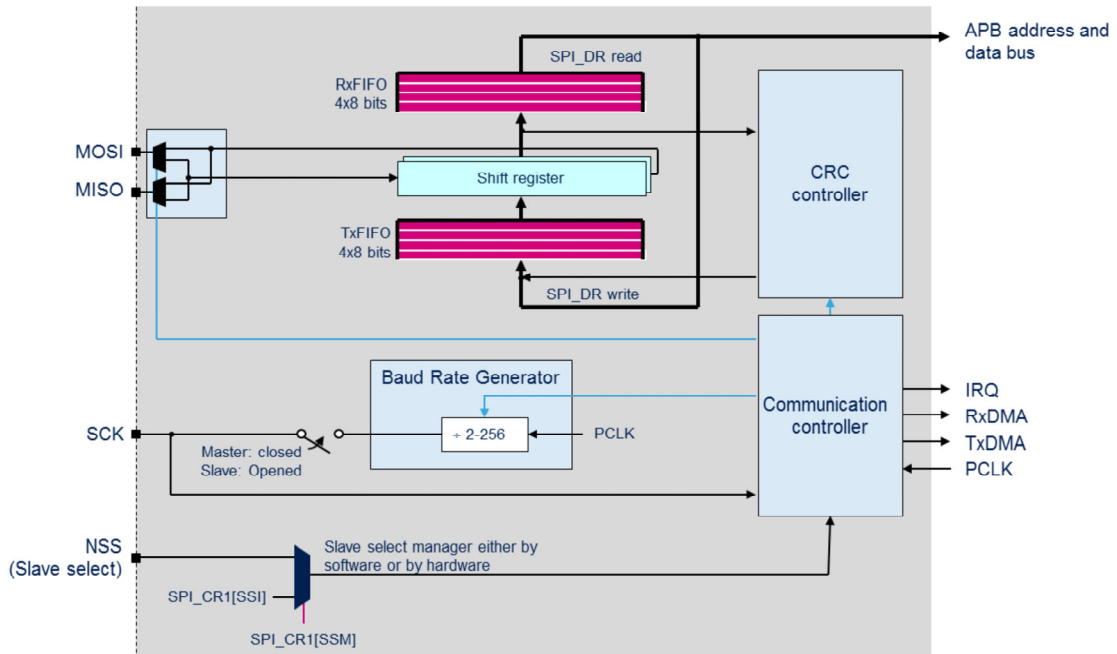 APB address and
data bus
SPI_DR read
RxFIFO
4x8 bits
MOSI
MISO
Shift register
CRC
controller
TxFIFO
4x8 bits
SPI_DR write
Baud Rate Generator
÷ 2-256
PCLK
SCK
Master: closed
Slave: Opened
Communication
controller
IRQ
RxDMA
TxDMA
PCLK
NSS
(Slave select)
Slave select manager either by
software or by hardware
SPI_CR1[SSI]
SPI_CR1[SSM]